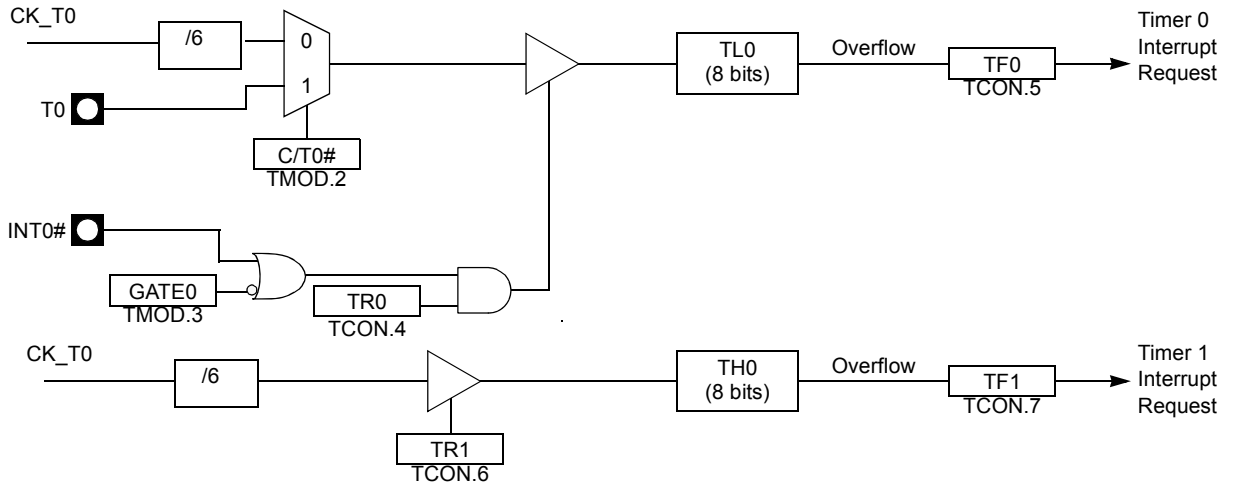 CK_T0
/6
0
1
T0
C/T0#
TMOD.2
TL0
(8 bits)
Overflow
TF0
TCON.5
Timer 0
Interrupt
Request
INT0#
GATE0
TMOD.3
TR0
TCON.4
CK_T0
/6
TR1
TCON.6
TH0
(8 bits)
Overflow
TF1
TCON.7
Timer 1
Interrupt
Request